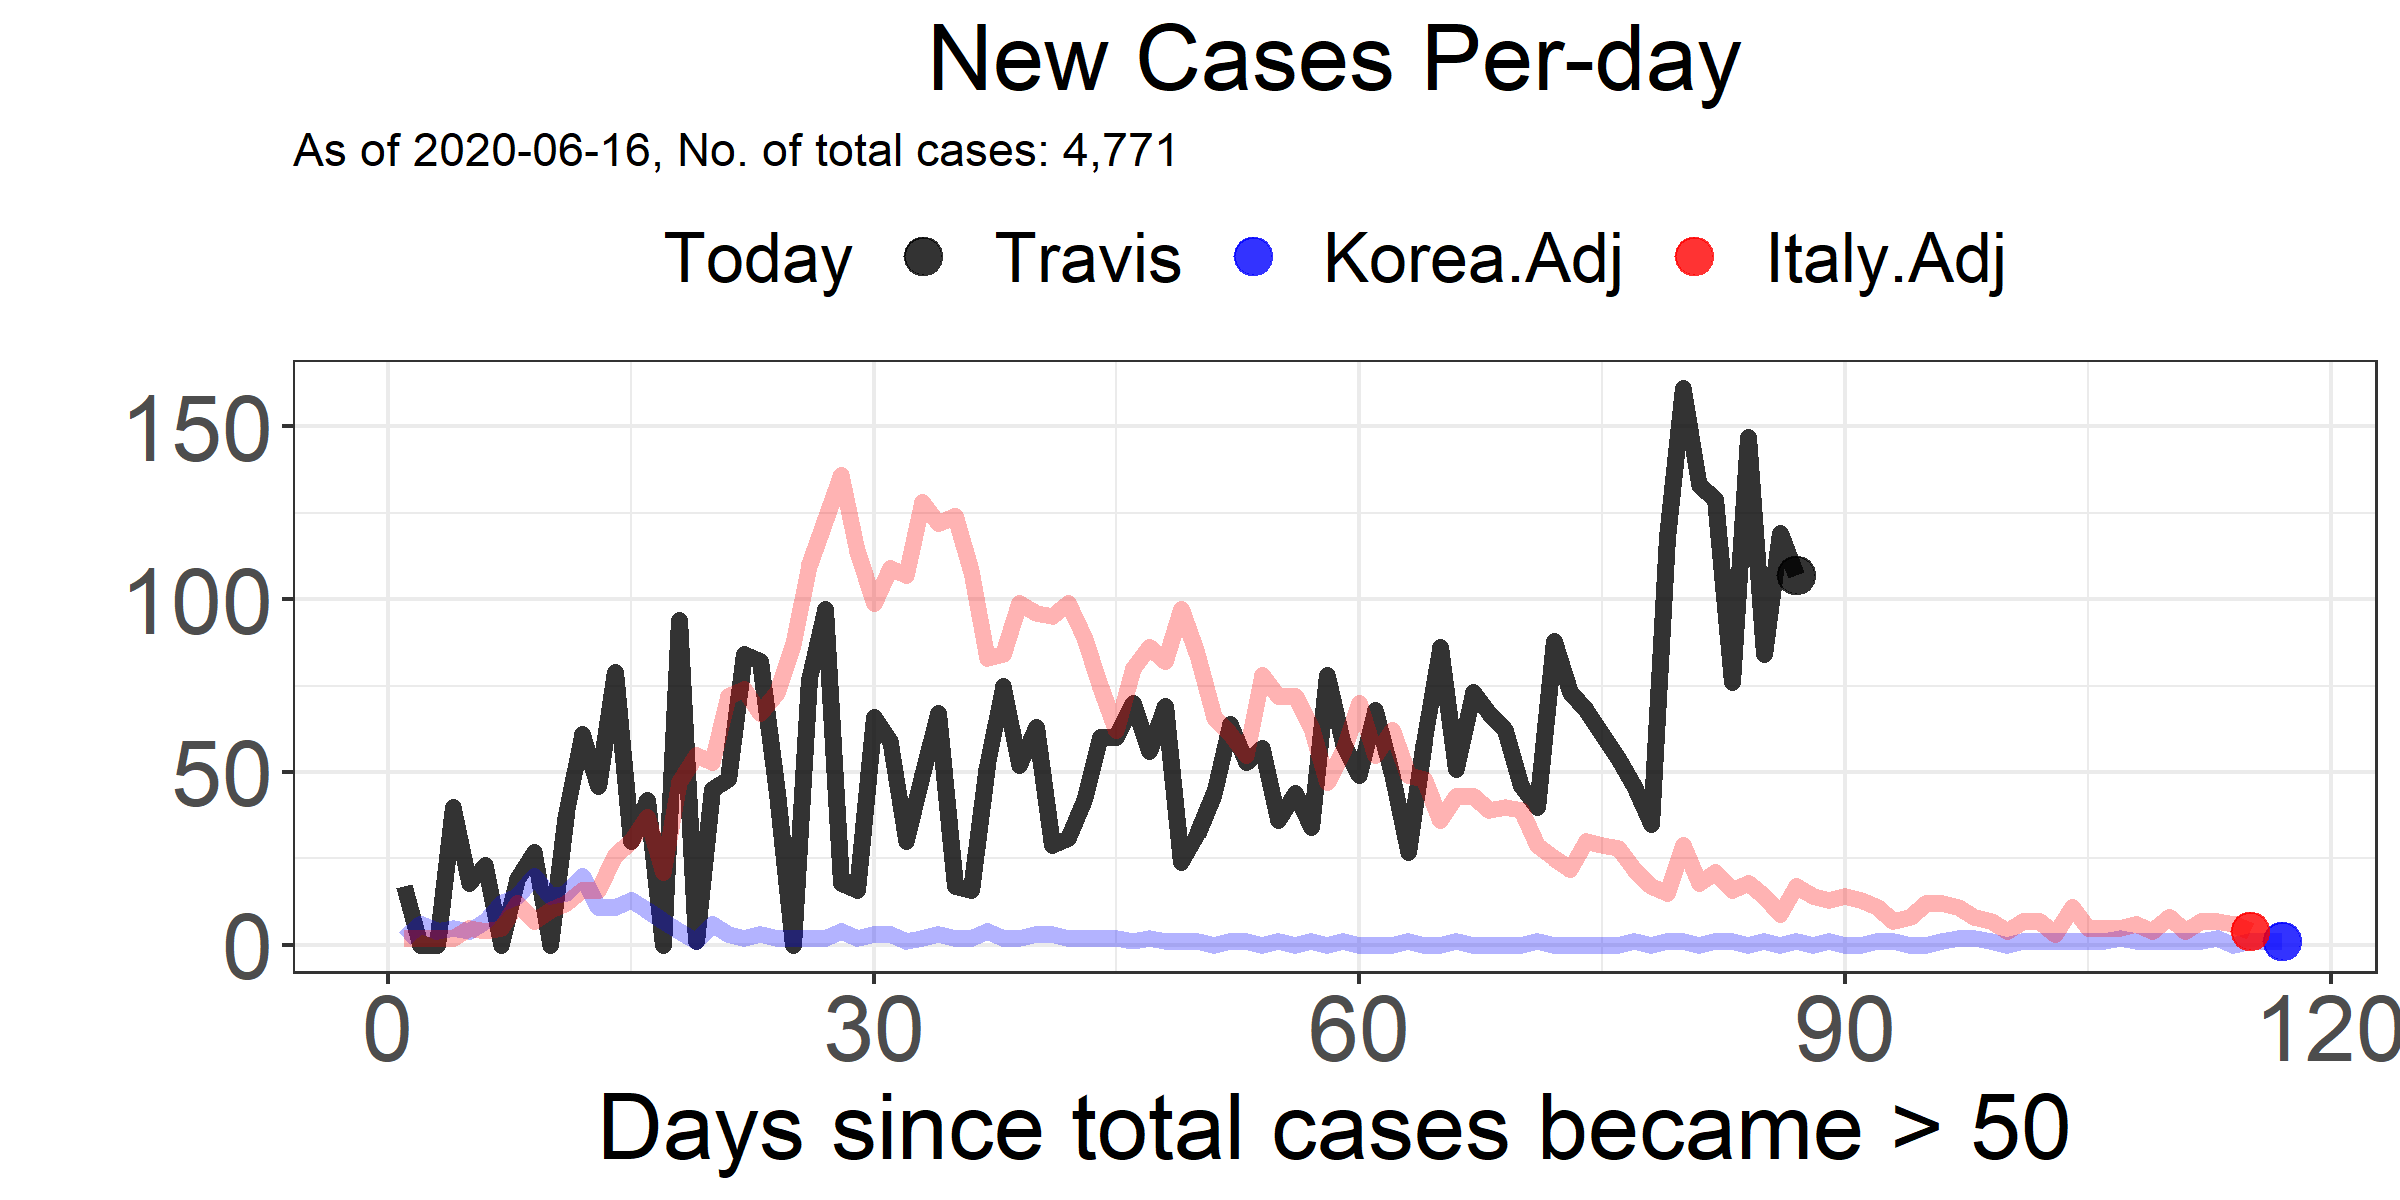 New Cases Per-day
As of 2020-06-16, No. of total cases: 4,771
Today Travis Korea.Adj Italy.Adj
150
100
50
0
0 30 60 90 120
Days since total cases became > 50